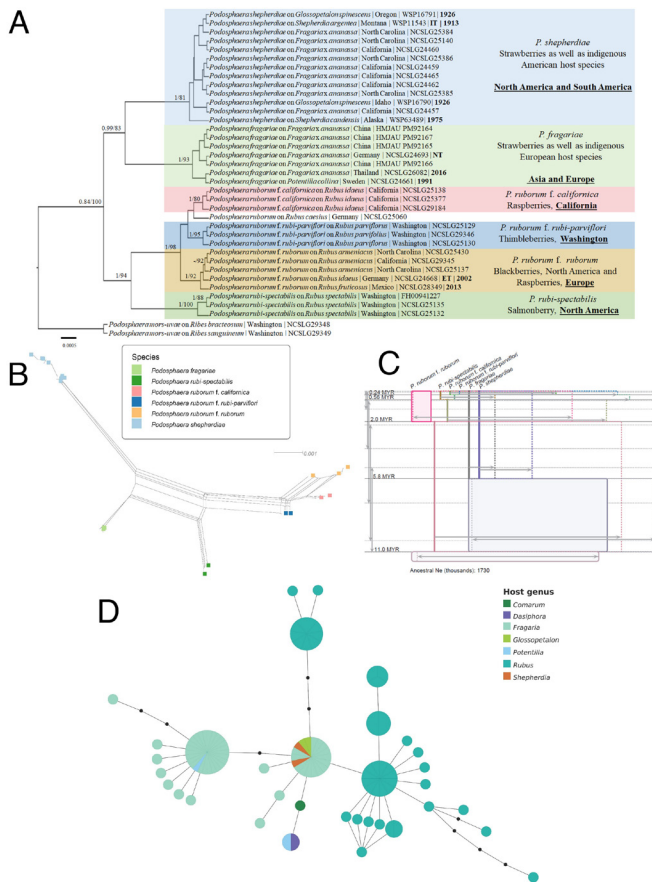 A
Podosphaera shepherdiae on Glossopetalon spinescens | Oregon | WSP16791 | 1926
Podosphaera shepherdiae on Shepherdia argentea | Montana | WSP11543 | IT | 1913
Podosphaera shepherdiae on Fragaria x ananassa | North Carolina | NCSLG25384
Podosphaera shepherdiae on Fragaria x ananassa | North Carolina | NCSLG25140
Podosphaera shepherdiae on Fragaria x ananassa | California | NCSLG24460
Podosphaera shepherdiae on Fragaria x ananassa | North Carolina | NCSLG25386
Podosphaera shepherdiae on Fragaria x ananassa | California | NCSLG24459
Podosphaera shepherdiae on Fragaria x ananassa | California | NCSLG24465
Podosphaera shepherdiae on Fragaria x ananassa | California | NCSLG24462
Podosphaera shepherdiae on Fragaria x ananassa | North Carolina | NCSLG25385
Podosphaera shepherdiae on Glossopetalon spinescens | Idaho | WSP16790 | 1926
Podosphaera shepherdiae on Fragaria x ananassa | California | NCSLG24457
Podosphaera shepherdiae on Shepherdia candensis | Alaska | WSP63489 | 1975
1/81
P. shepherdiae
Strawberries as well as indigenous
American host species
North America and South America
0.99/83
Podosphaera fragariae on Fragaria x ananassa | China | HMJAU PM92164
Podosphaera fragariae on Fragaria x ananassa | China | HMJAU PM92167
Podosphaera fragariae on Fragaria x ananassa | China | HMJAU PM92165
Podosphaera fragariae on Fragaria x ananassa | Germany | NCSLG24693 | NT
Podosphaera fragariae on Fragaria x ananassa | China | HMJAU PM92166
Podosphaera fragariae on Fragaria x ananassa | Thailand | NCSLG26082 | 2016
Podosphaera fragariae on Potentilla collina | Sweden | NCSLG24661 | 1991
1/93
P. fragariae
Strawberries as well as indigenous
European host species
Asia and Europe
0.84/100
Podosphaera ruborum f. californica on Rubus idaeus | California | NCSLG25138
Podosphaera ruborum f. californica on Rubus idaeus | California | NCSLG25377
Podosphaera ruborum f. californica on Rubus idaeus | California | NCSLG29184
1/80
P. ruborum f. californica
Raspberries, California
Podosphaera ruborum on Rubus caesius | Germany | NCSLG25060
Podosphaera ruborum f. rubi-parviflori on Rubus parviflorus | Washington | NCSLG25129
Podosphaera ruborum f. rubi-parviflori on Rubus parvifolius | Washington | NCSLG29346
Podosphaera ruborum f. rubi-parviflori on Rubus parviflorus | Washington | NCSLG25130
1/95
P. ruborum f. rubi-parviflori
Thimbleberries, Washington
1/98
Podosphaera ruborum f. ruborum on Rubus armeniacus | North Carolina | NCSLG25430
Podosphaera ruborum f. ruborum on Rubus armeniacus | California | NCSLG29345
Podosphaera ruborum f. ruborum on Rubus armeniacus | North Carolina | NCSLG25137
Podosphaera ruborum f. ruborum on Rubus idaeus | Germany | NCSLG24668 | ET | 2002
Podosphaera ruborum f. ruborum on Rubus fruticosus | Mexico | NCSLG28349 | 2013
-/92
1/92
P. ruborum f. ruborum
Blackberries, North America and
Raspberries, Europe
1/94
Podosphaera rubi-spectabilis on Rubus spectabilis | Washington | FH00941227
Podosphaera rubi-spectabilis on Rubus spectabilis | Washington | NCSLG25135
Podosphaera rubi-spectabilis on Rubus spectabilis | Washington | NCSLG25132
1/88
1/100
P. rubi-spectabilis
Salmonberry, North America
Podosphaera mors-uvae on Ribes bracteosum | Washington | NCSLG29348
Podosphaera mors-uvae on Ribes sanguineum | Washington | NCSLG29349
B
Species
Podosphaera fragariae
Podosphaera rubi-spectabilis
Podosphaera ruborum f. californica
Podosphaera ruborum f. rubi-parviflori
Podosphaera ruborum f. ruborum
Podosphaera shepherdiae
0.001
C
P. ruborum f. ruborum
P. rubi-spectabilis
P. ruborum f. californica
P. ruborum f. rubi-parviflori
P. fragariae
P. shepherdiae
2.0 MYR
5.8 MYR
11.0 MYR
Ancestral Ne (thousands): 1730
D
Host genus
Comarum
Dasiphora
Fragaria
Glossopetalon
Potentilla
Rubus
Shepherdia